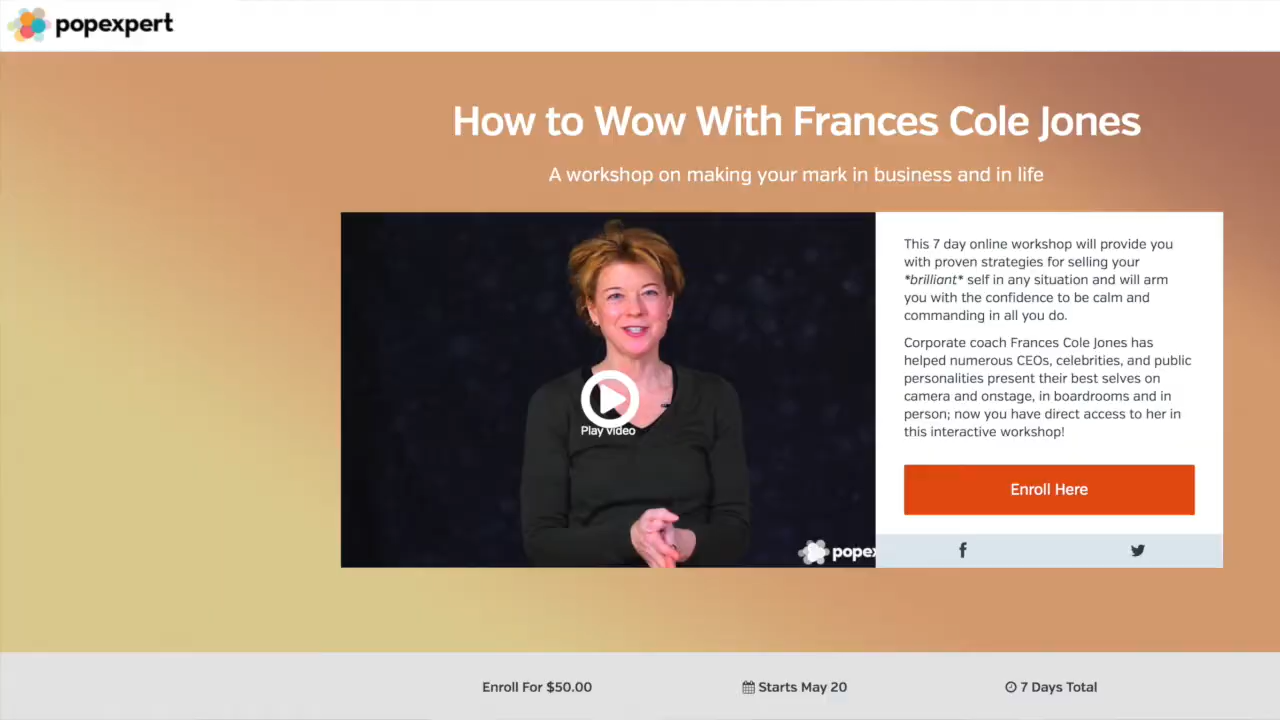 popexpert
How to Wow With Frances Cole Jones
A workshop on making your mark in business and in life
Play Video
popex
This 7 day online workshop will provide you
with proven strategies for selling your
*brilliant* self in any situation and will arm
you with the confidence to be calm and
commanding in all you do.
Corporate coach Frances Cole Jones has
helped numerous CEOs, celebrities, and public
personalities present their best selves on
camera and onstage, in boardrooms and in
person; now you have direct access to her in
this interactive workshop!
Enroll Here
Enroll For $50.00
Starts May 20
7 Days Total